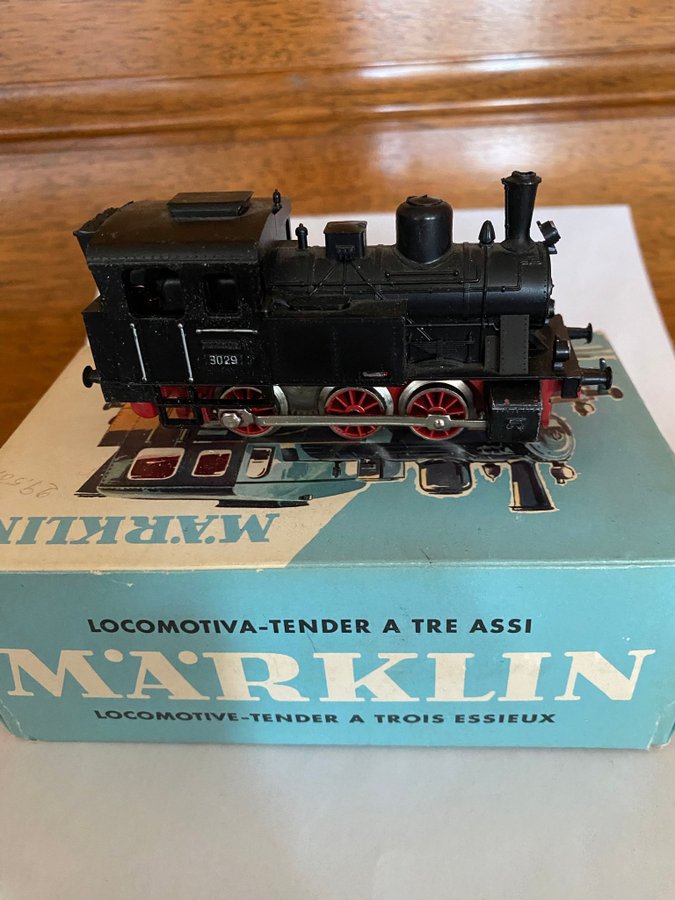 3029
MÄRKLIN
LOCOMOTIVA-TENDER A TRE ASSI
MÄRKLIN
LOCOMOTIVE-TENDER A TROIS ESSIEUX